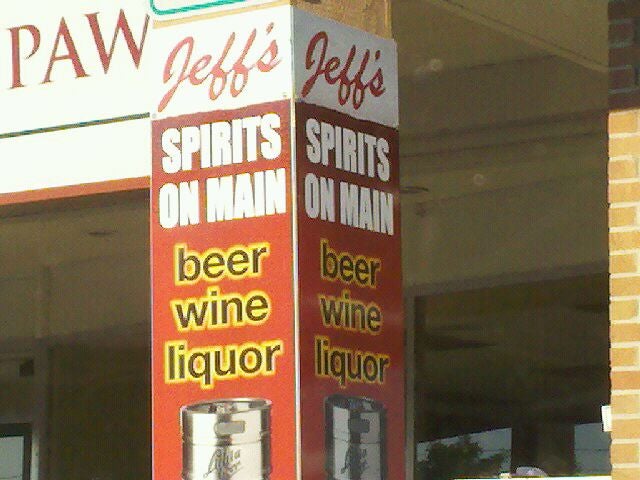 PAW
Jeff's
SPIRITS
ON MAIN
beer
wine
liquor
Jeff's
SPIRITS
ON MAIN
beer
wine
liquor